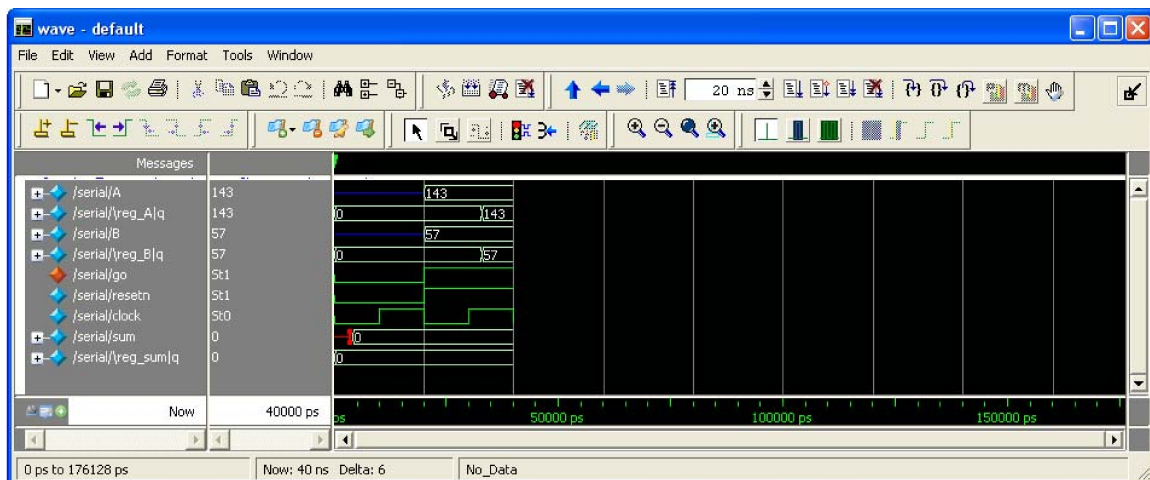 wave - default
File Edit View Add Format Tools Window
20 ns
Messages
/serial/A 143 143
/serial/\reg_A|q 143 0 143
/serial/B 57 57
/serial/\reg_B|q 57 0 57
/serial/go St1
/serial/resetn St1
/serial/clock St0
/serial/sum 0 0
/serial/\reg_sum|q 0 0
Now 40000 ps ps 50000 ps 100000 ps 150000 ps
0 ps to 176128 ps Now: 40 ns Delta: 6 No_Data